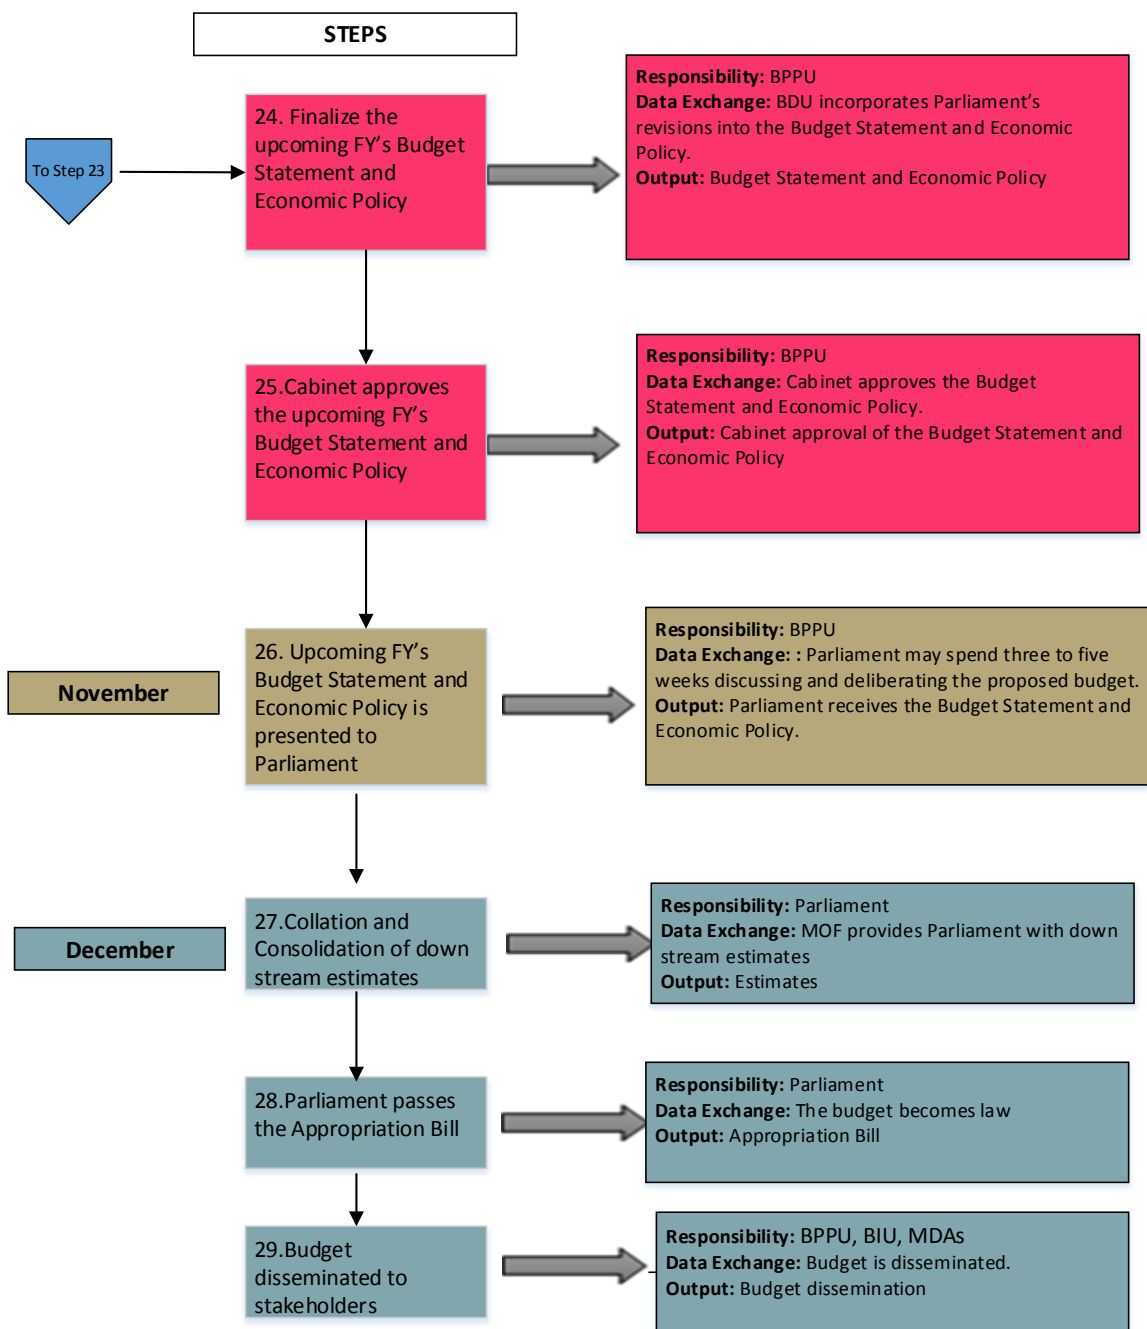 STEPS
To Step 23
24. Finalize the
upcoming FY's Budget
Statement and
Economic Policy
Responsibility: BPPU
Data Exchange: BDU incorporates Parliament's
revisions into the Budget Statement and Economic
Policy.
Output: Budget Statement and Economic Policy
25.Cabinet approves
the upcoming FY's
Budget Statement and
Economic Policy
Responsibility: BPPU
Data Exchange: Cabinet approves the Budget
Statement and Economic Policy.
Output: Cabinet approval of the Budget Statement and
Economic Policy
November
26. Upcoming FY's
Budget Statement and
Economic Policy is
presented to
Parliament
Responsibility: BPPU
Data Exchange: : Parliament may spend three to five
weeks discussing and deliberating the proposed budget.
Output: Parliament receives the Budget Statement and
Economic Policy.
December
27.Collation and
Consolidation of down
stream estimates
Responsibility: Parliament
Data Exchange: MOF provides Parliament with down
stream estimates
Output: Estimates
28.Parliament passes
the Appropriation Bill
Responsibility: Parliament
Data Exchange: The budget becomes law
Output: Appropriation Bill
29.Budget
disseminated to
stakeholders
Responsibility: BPPU, BIU, MDAs
Data Exchange: Budget is disseminated.
Output: Budget dissemination